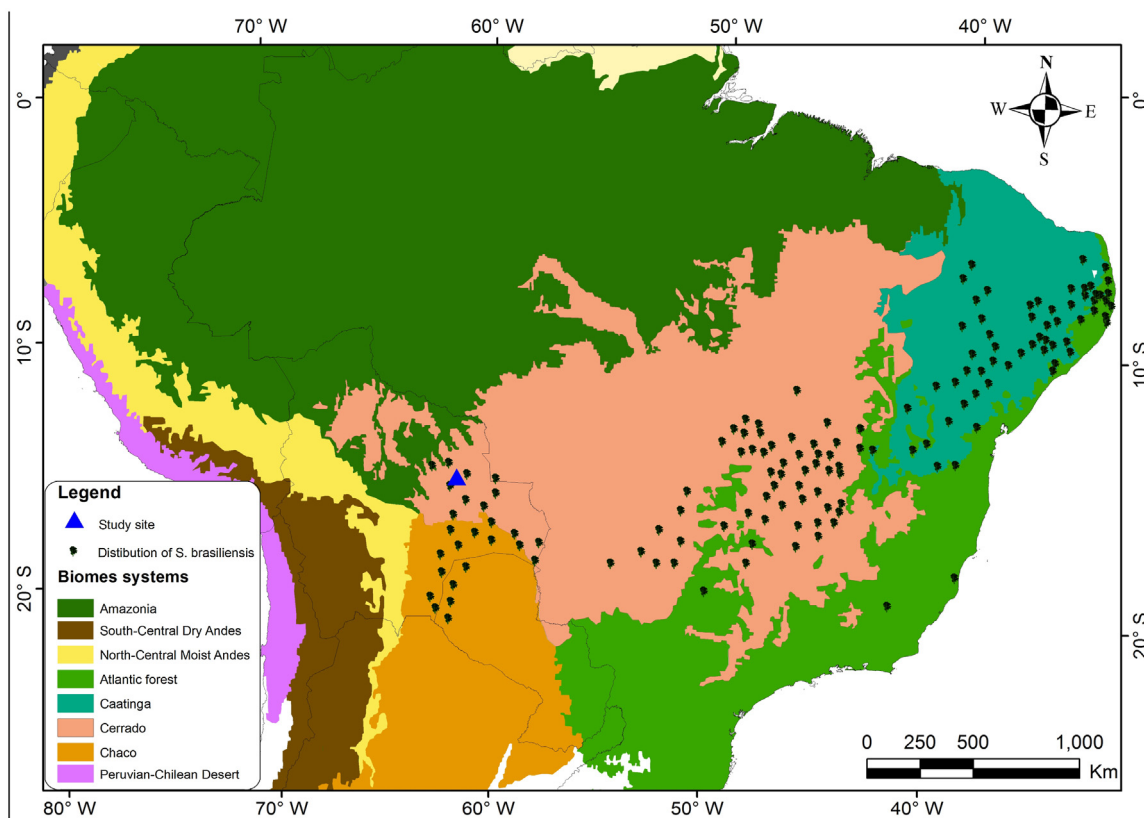 70° W 60° W 50° W 40° W
N
W E
S
0° 0°
10° S 10° S
20° S 20° S
Legend
Study site
Distibution of S. brasiliensis
Biomes systems
Amazonia
South-Central Dry Andes
North-Central Moist Andes
Atlantic forest
Caatinga
Cerrado
Chaco
Peruvian-Chilean Desert
0 250 500 1,000
Km
80° W 70° W 60° W 50° W 40° W